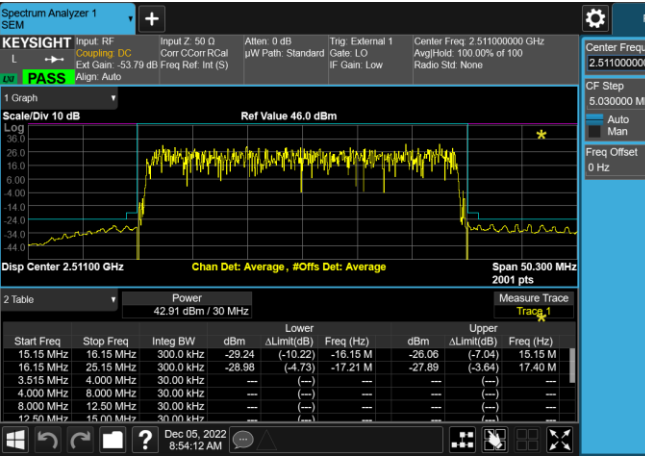 Spectrum Analyzer 1
SEM
+
KEYSIGHT Input: RF Input Z: 50 Ω Atten: 0 dB Trig: External 1 Center Freq: 2.511000000 GHz
L Coupling: DC Corr CCorr RCal µW Path: Standard Gate: LO Avg|Hold: 100.00% of 100
Ext Gain: -53.79 dB Freq Ref: Int (S) IF Gain: Low Radio Std: None
PASS Align: Auto
1 Graph
Scale/Div 10 dB Ref Value 46.0 dBm
Log
36.0
26.0
16.0
6.00
-4.00
-14.0
-24.0
-34.0
-44.0
Disp Center 2.51100 GHz Chan Det: Average, #Offs Det: Average Span 50.300 MHz
2001 pts
2 Table Power Measure Trace
42.91 dBm / 30 MHz Trace 1
Lower Upper
Start Freq Stop Freq Integ BW dBm ΔLimit(dB) Freq (Hz) dBm ΔLimit(dB) Freq (Hz)
15.15 MHz 16.15 MHz 300.0 kHz -29.24 (-10.22) -16.15 M -26.06 (-7.04) 15.15 M
16.15 MHz 25.15 MHz 300.0 kHz -28.98 (-4.73) -17.21 M -27.89 (-3.64) 17.40 M
3.515 MHz 4.000 MHz 30.00 kHz --- (---) --- --- (---) ---
4.000 MHz 8.000 MHz 30.00 kHz --- (---) --- --- (---) ---
8.000 MHz 12.50 MHz 30.00 kHz --- (---) --- --- (---) ---
12.50 MHz 15.00 MHz 30.00 kHz --- (---) --- --- (---) ---
?
Dec 05, 2022
8:54:12 AM
Center Frequ
2.511000000
CF Step
5.030000 M
Auto
Man
Freq Offset
0 Hz